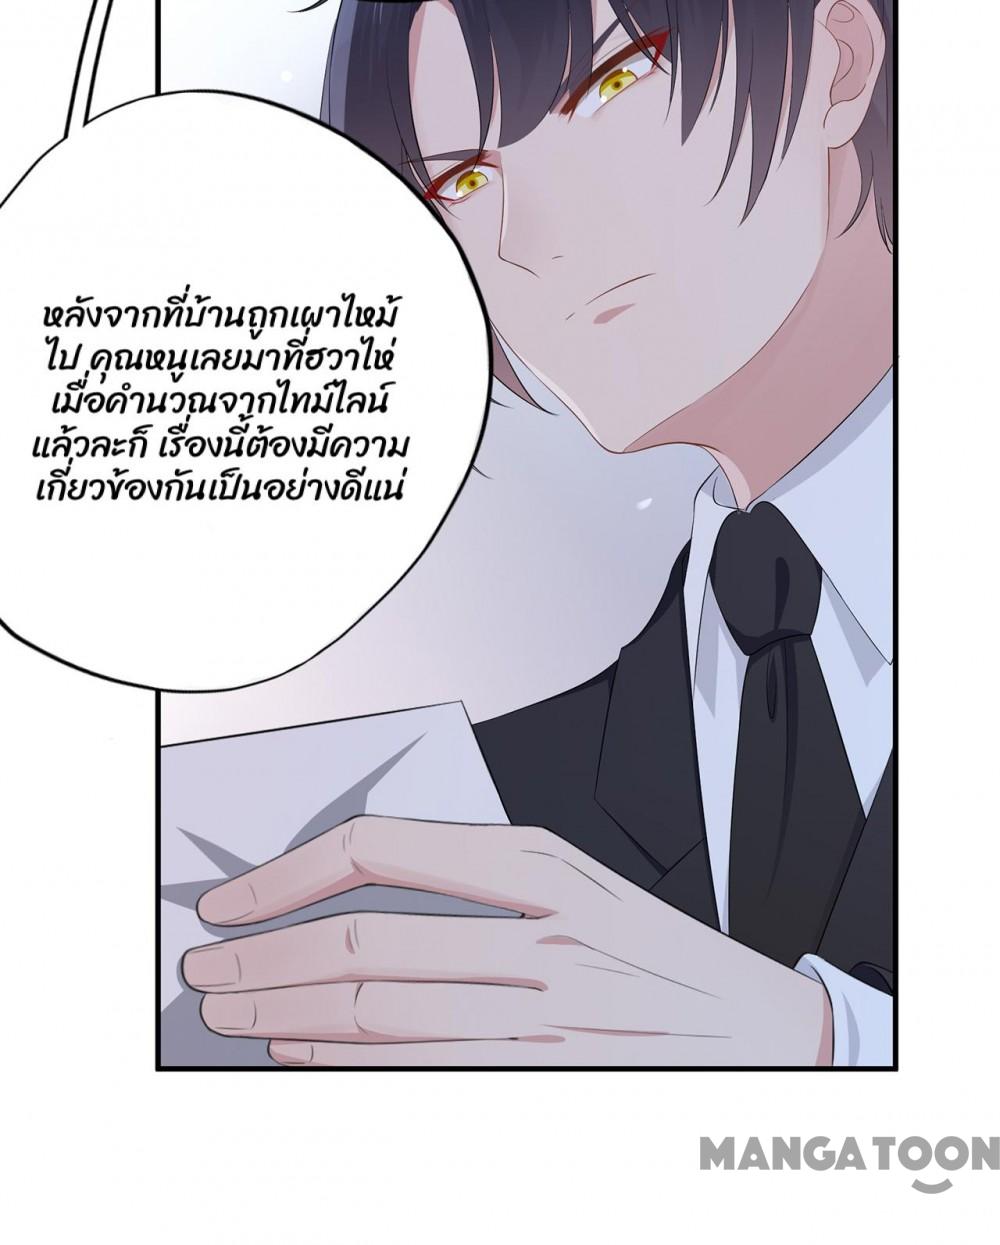 หลังจากที่บ้านถูกเผาไหม้
ไป คุณหนูเลยมาที่ฮวาไห่
เมื่อคำนวณจากไทม์ไลน์
แล้วละก็ เรื่องนี้ต้องมีความ
เกี่ยวข้องกันเป็นอย่างดีแน่
MANGATOON